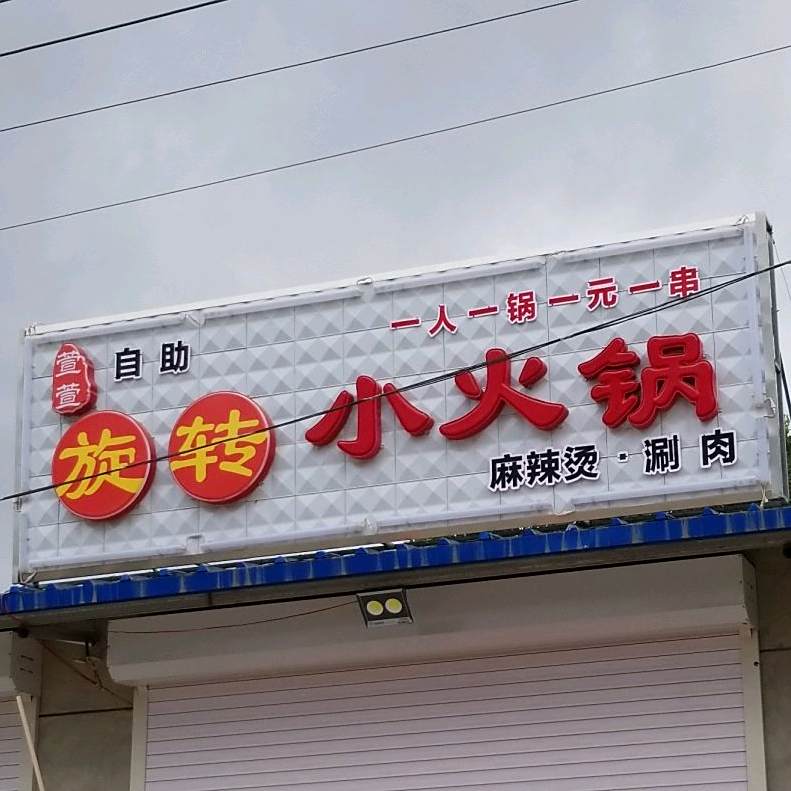 萱萱
自助
一人一锅一元一串
旋转小火锅
麻辣烫·涮肉